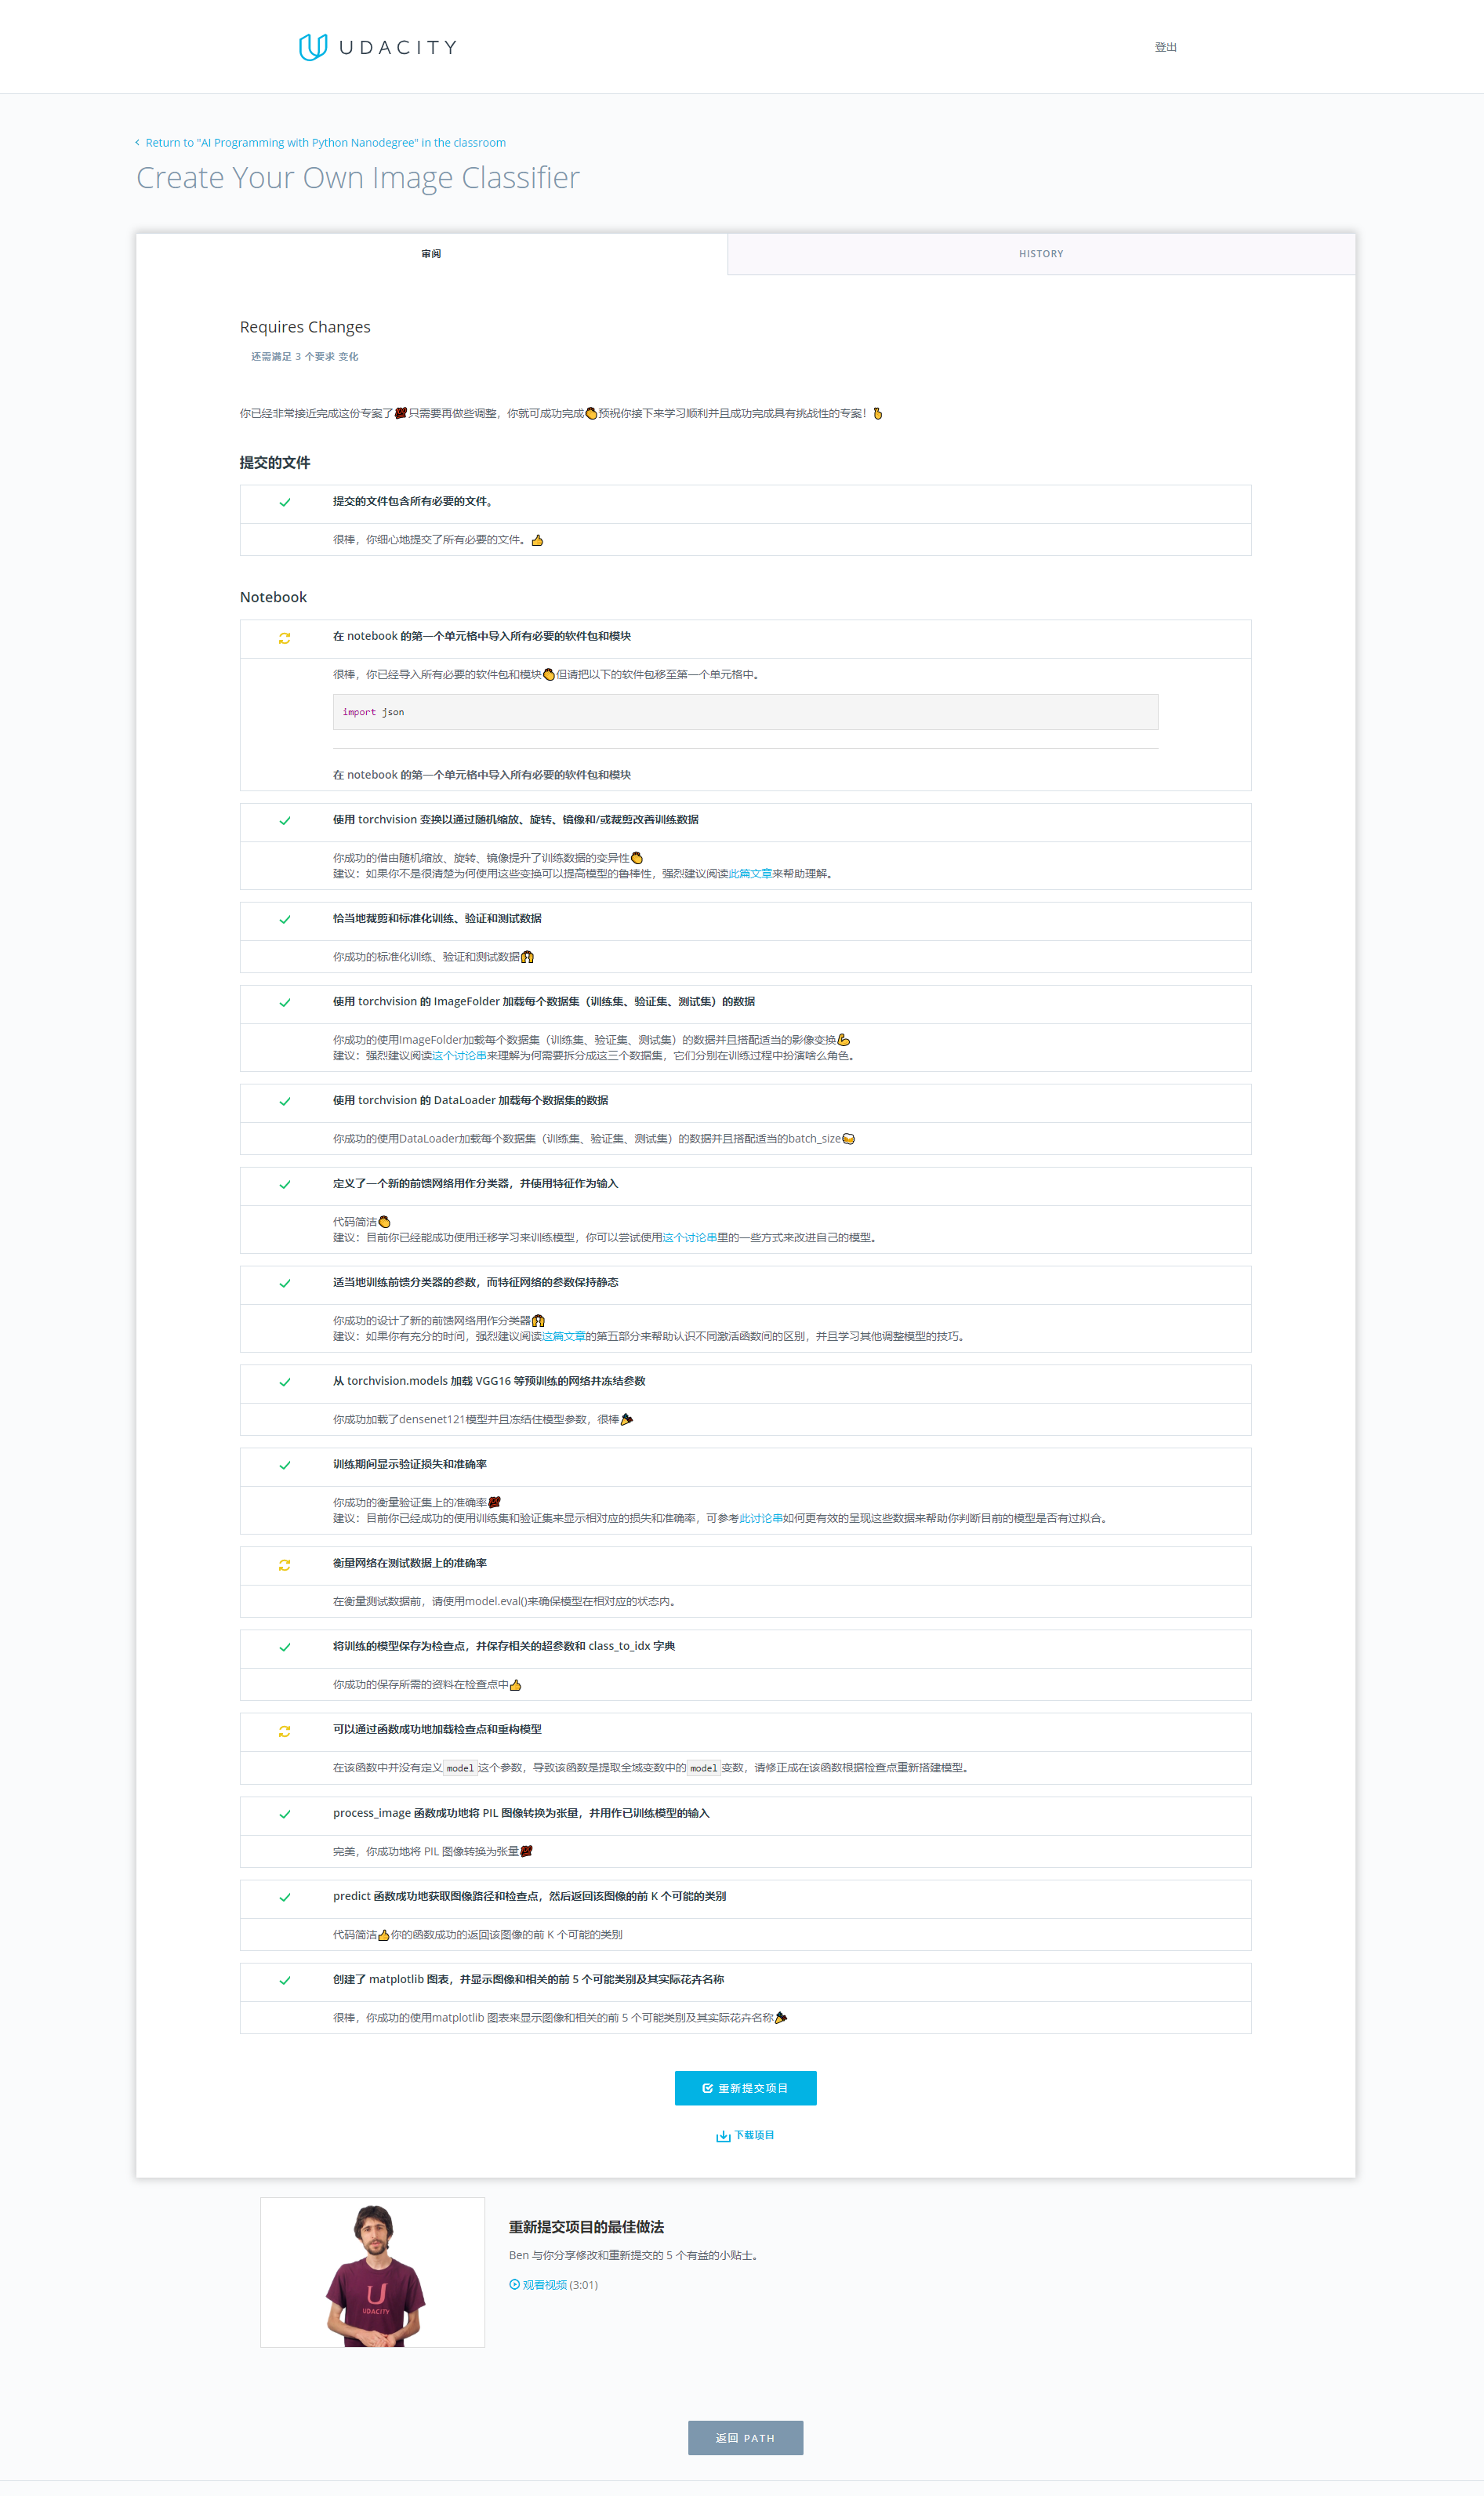 UDACITY
登出
Return to "AI Programming with Python Nanodegree" in the classroom
Create Your Own Image Classifier
审阅
HISTORY
Requires Changes
还需满足 3 个要求 变化
你已经非常接近完成这份专案了💯只需要再做些调整，你就可成功完成👏预祝你接下来学习顺利并且成功完成具有挑战性的专案！✌
提交的文件
提交的文件包含所有必要的文件。
很棒，你细心地提交了所有必要的文件。👍
Notebook
在 notebook 的第一个单元格中导入所有必要的软件包和模块
很棒，你已经导入所有必要的软件包和模块👏但请把以下的软件包移至第一个单元格中。
import json
在 notebook 的第一个单元格中导入所有必要的软件包和模块
使用 torchvision 变换以通过随机缩放、旋转、镜像和/或裁剪改善训练数据
你成功的借由随机缩放、旋转、镜像提升了训练数据的变异性👏
建议：如果你不是很清楚为何使用这些变换可以提高模型的鲁棒性，强烈建议阅读此篇文章来帮助理解。
恰当地裁剪和标准化训练、验证和测试数据
你成功的标准化训练、验证和测试数据🙌
使用 torchvision 的 ImageFolder 加载每个数据集（训练集、验证集、测试集）的数据
你成功的使用ImageFolder加载每个数据集（训练集、验证集、测试集）的数据并且搭配适当的影像变换💪
建议：强烈建议阅读这个讨论串来理解为何需要拆分成这三个数据集，它们分别在训练过程中扮演啥么角色。
使用 torchvision 的 DataLoader 加载每个数据集的数据
你成功的使用DataLoader加载每个数据集（训练集、验证集、测试集）的数据并且搭配适当的batch_size🍻
定义了一个新的前馈网络用作分类器，并使用特征作为输入
代码简洁👏
建议：目前你已经能成功使用迁移学习来训练模型，你可以尝试使用这个讨论串里的一些方式来改进自己的模型。
适当地训练前馈分类器的参数，而特征网络的参数保持静态
你成功的设计了新的前馈网络用作分类器🙌
建议：如果你有充分的时间，强烈建议阅读这篇文章的第五部分来帮助认识不同激活函数间的区别，并且学习其他调整模型的技巧。
从 torchvision.models 加载 VGG16 等预训练的网络并冻结参数
你成功加载了densenet121模型并且冻结住模型参数，很棒🎉
训练期间显示验证损失和准确率
你成功的衡量验证集上的准确率💯
建议：目前你已经成功的使用训练集和验证集来显示相对应的损失和准确率，可参考此讨论串如何更有效的呈现这些数据来帮助你判断目前的模型是否有过拟合。
衡量网络在测试数据上的准确率
在衡量测试数据前，请使用model.eval()来确保模型在相对应的状态内。
将训练的模型保存为检查点，并保存相关的超参数和 class_to_idx 字典
你成功的保存所需的资料在检查点中👍
可以通过函数成功地加载检查点和重构模型
在该函数中并没有定义model这个参数，导致该函数是提取全域变数中的model变数，请修正成在该函数根据检查点重新搭建模型。
process_image 函数成功地将 PIL 图像转换为张量，并用作已训练模型的输入
完美，你成功地将 PIL 图像转换为张量💯
predict 函数成功地获取图像路径和检查点，然后返回该图像的前 K 个可能的类别
代码简洁👍你的函数成功的返回该图像的前 K 个可能的类别
创建了 matplotlib 图表，并显示图像和相关的前 5 个可能类别及其实际花卉名称
很棒，你成功的使用matplotlib 图表来显示图像和相关的前 5 个可能类别及其实际花卉名称🎉
重新提交项目
下载项目
UDACITY
重新提交项目的最佳做法
Ben 与你分享修改和重新提交的 5 个有益的小贴士。
观看视频 (3:01)
返回 PATH